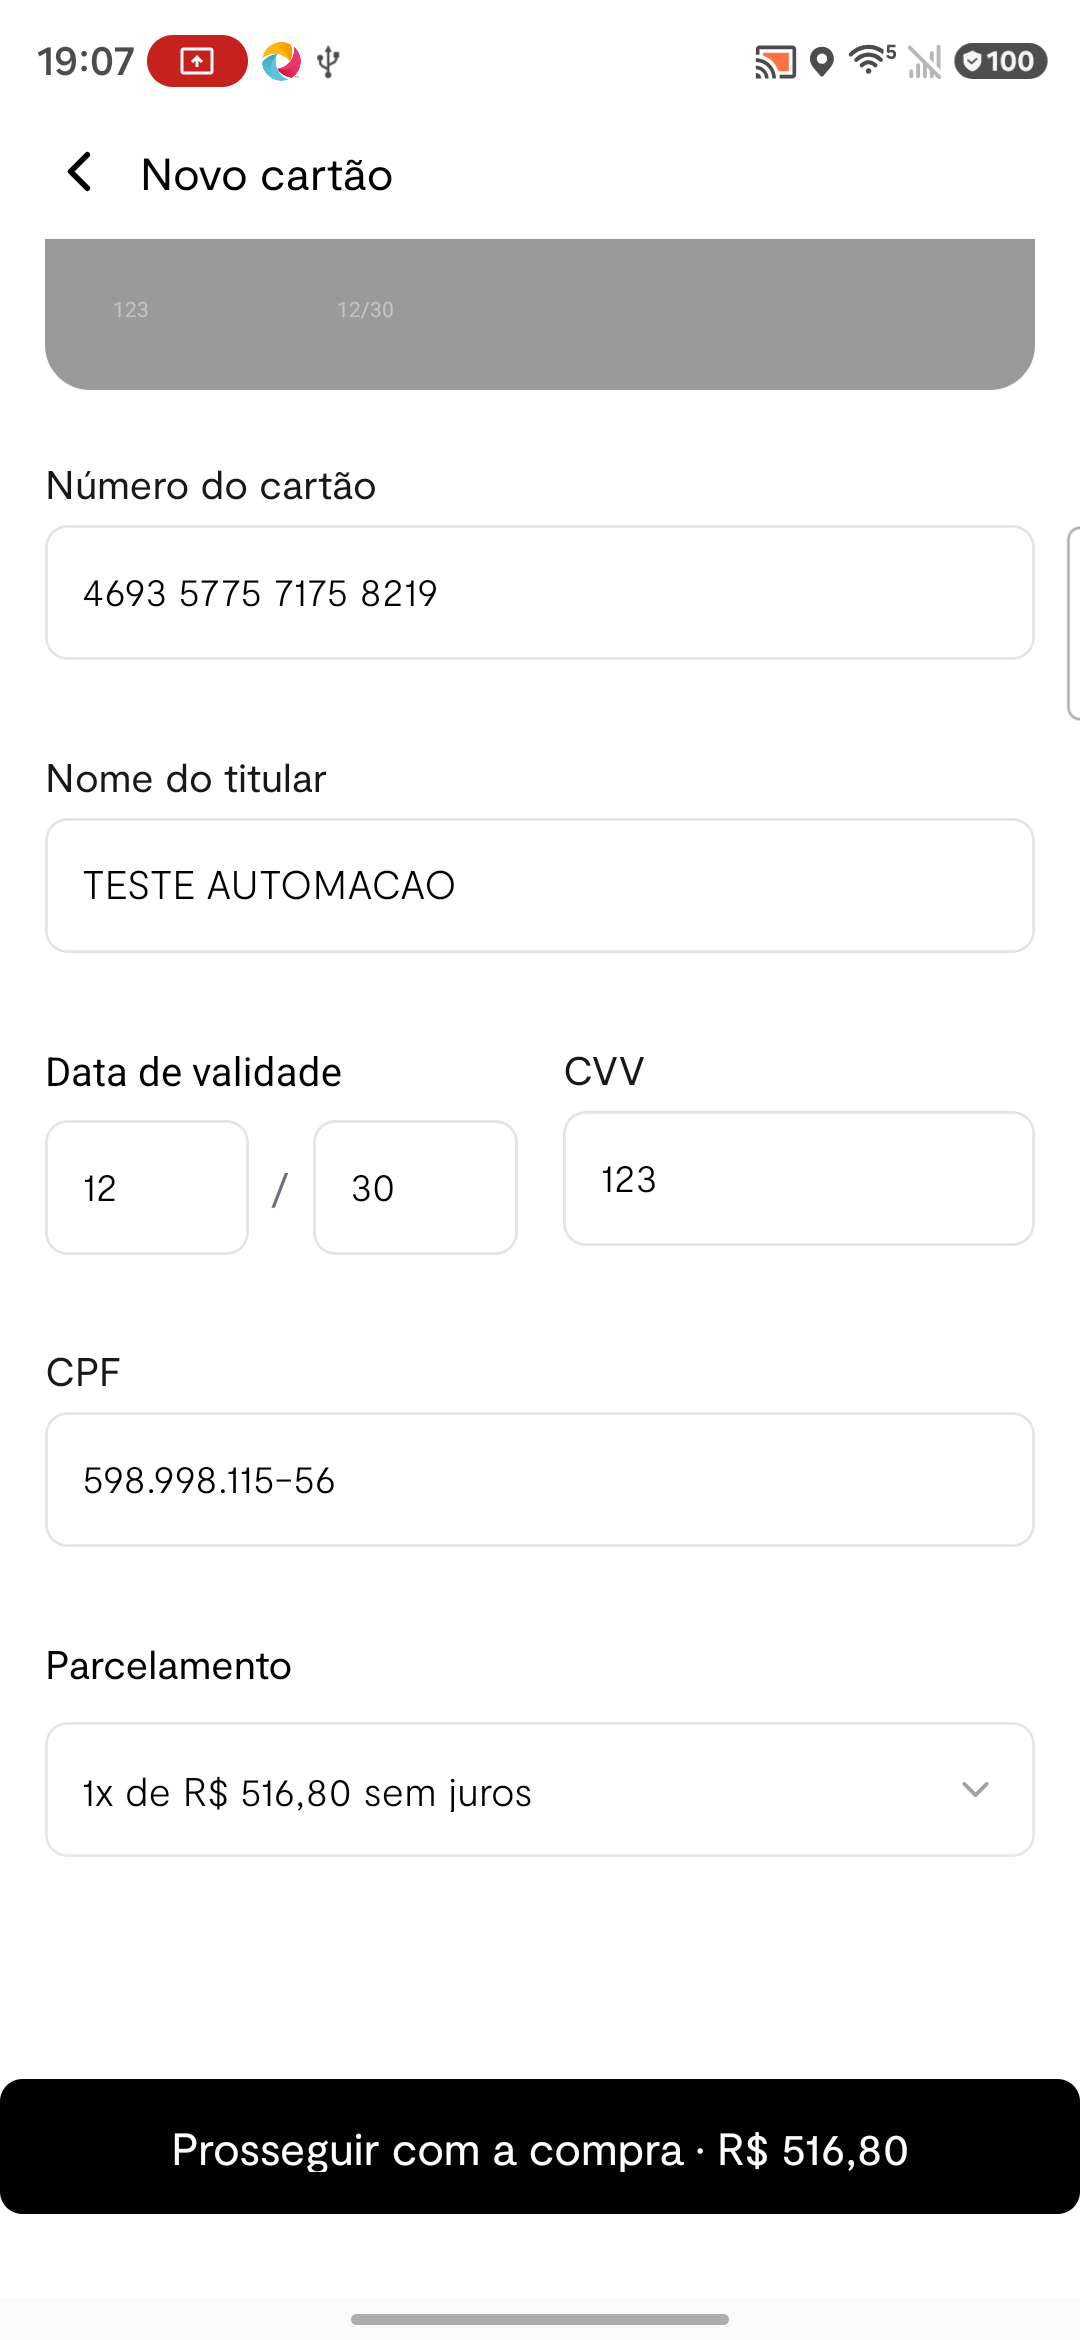 19:07
5
100
Novo cartão
123 12/30
Número do cartão
4693 5775 7175 8219
Nome do titular
TESTE AUTOMACAO
Data de validade CVV
12 / 30 123
CPF
598.998.115-56
Parcelamento
1x de R$ 516,80 sem juros
Prosseguir com a compra · R$ 516,80